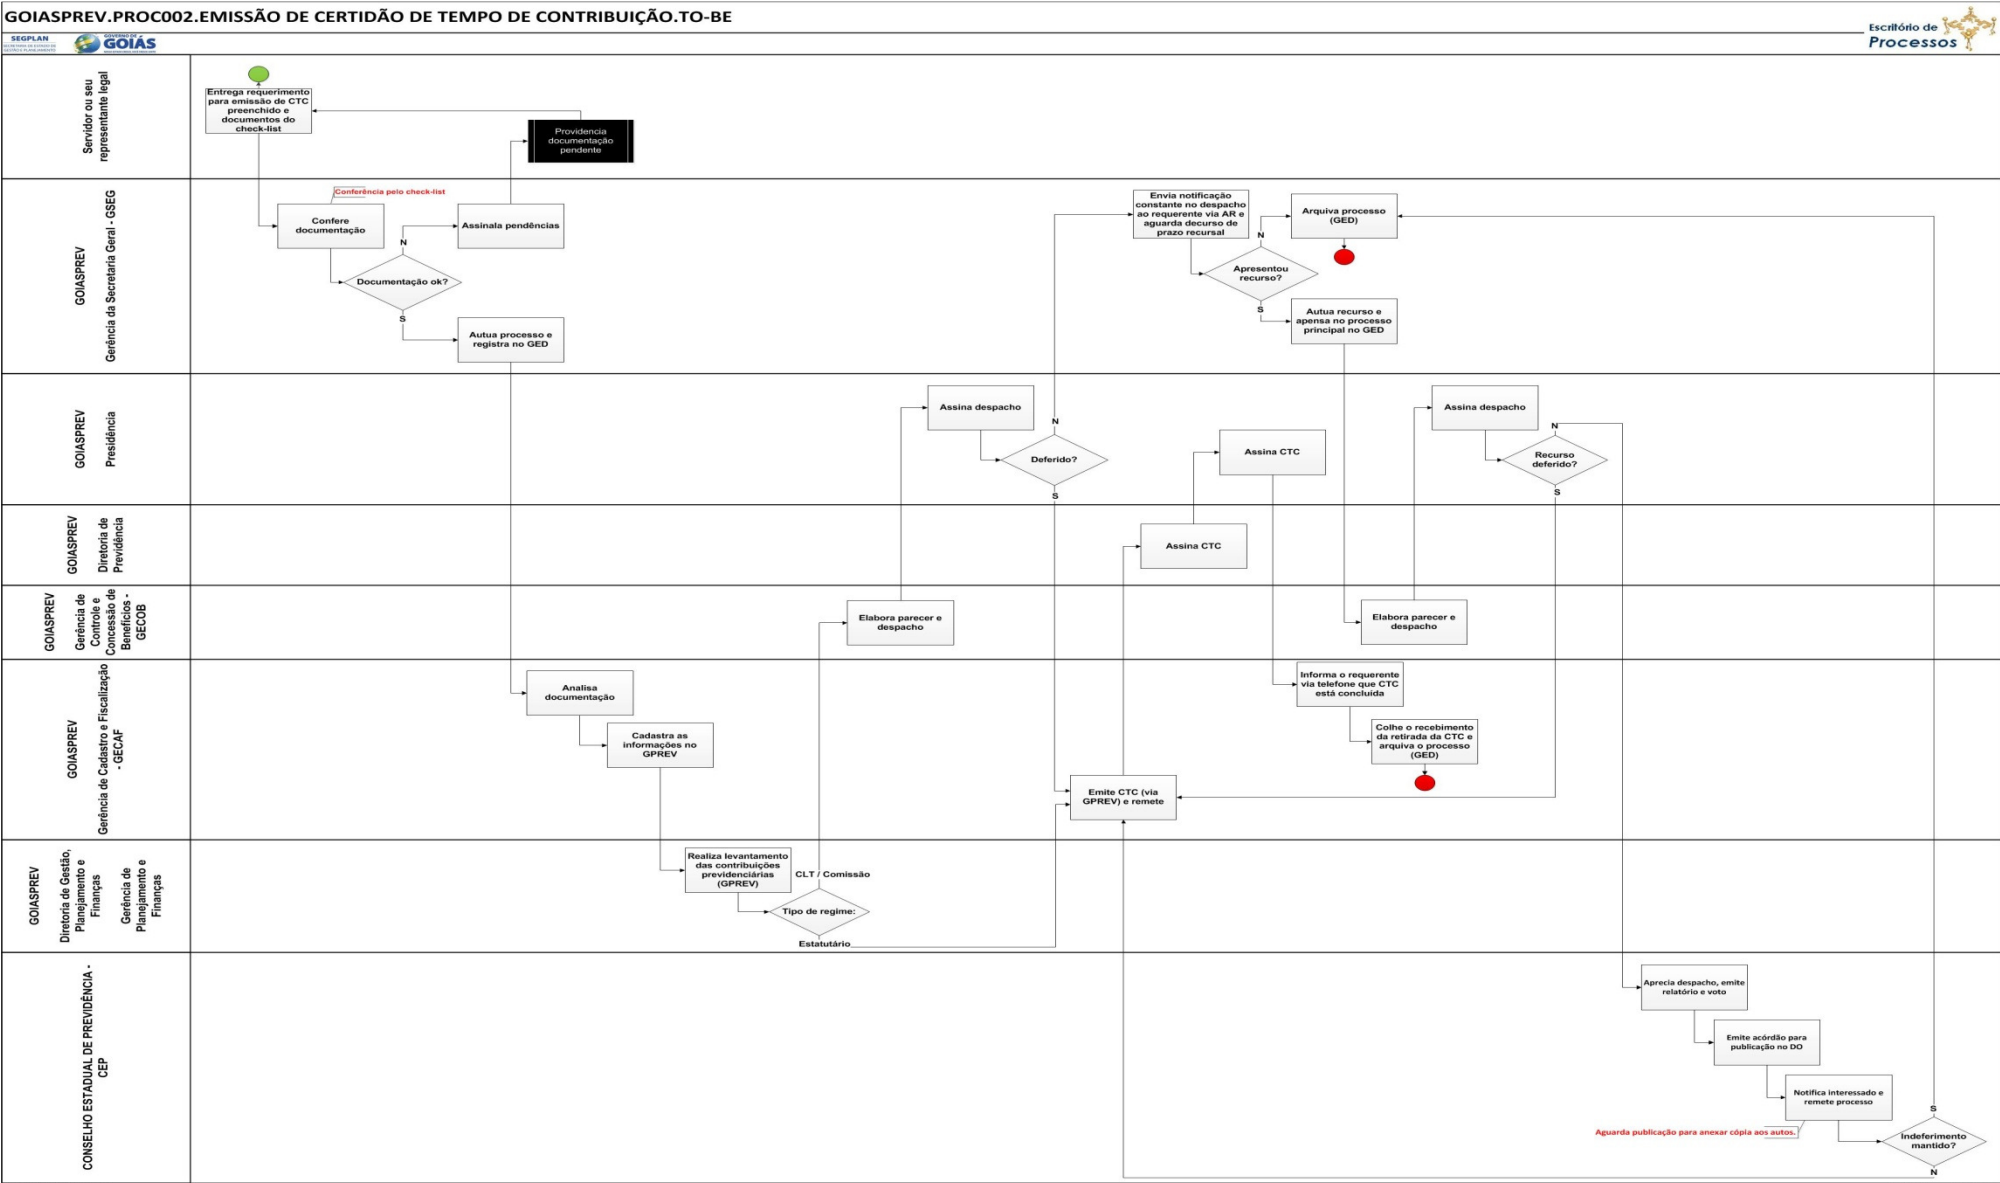 GOIASPREV.PROC002.EMISSÃO DE CERTIDÃO DE TEMPO DE CONTRIBUIÇÃO.TO-BE
SEGPLAN
GOVERNO DE
GOIÁS
Escritório de
Processos
Servidor ou seu
representante legal
Entrega requerimento
para emissão de CTC
preenchido e
documentos do
check-list
Providencia
documentação
pendente
GOIASPREV
Gerência da Secretaria Geral - GSEG
Conferência pelo check-list
Confere
documentação
Assinala pendências
N
Documentação ok?
S
Autua processo e
registra no GED
Envia notificação
constante no despacho
ao requerente via AR e
aguarda decurso de
prazo recursal
Arquiva processo
(GED)
N
Apresentou
recurso?
S
Autua recurso e
apensa no processo
principal no GED
GOIASPREV
Presidência
Assina despacho
N
Deferido?
S
Assina CTC
Assina despacho
N
Recurso
deferido?
S
GOIASPREV
Diretoria de
Previdência
Assina CTC
GOIASPREV
Gerência de
Controle e
Concessão de
Benefícios -
GECOB
Elabora parecer e
despacho
Elabora parecer e
despacho
GOIASPREV
Gerência de Cadastro e Fiscalização
- GECAF
Analisa
documentação
Cadastra as
informações no
GPREV
Emite CTC (via
GPREV) e remete
Informa o requerente
via telefone que CTC
está concluída
Colhe o recebimento
da retirada da CTC e
arquiva o processo
(GED)
GOIASPREV
Diretoria de Gestão,
Planejamento e
Finanças
Gerência de
Planejamento e
Finanças
Realiza levantamento
das contribuições
previdenciárias
(GPREV)
CLT / Comissão
Tipo de regime:
Estatutário
CONSELHO ESTADUAL DE PREVIDÊNCIA -
CEP
Aprecia despacho, emite
relatório e voto
Emite acórdão para
publicação no DO
Notifica interessado e
remete processo
Aguarda publicação para anexar cópia aos autos.
S
Indeferimento
mantido?
N